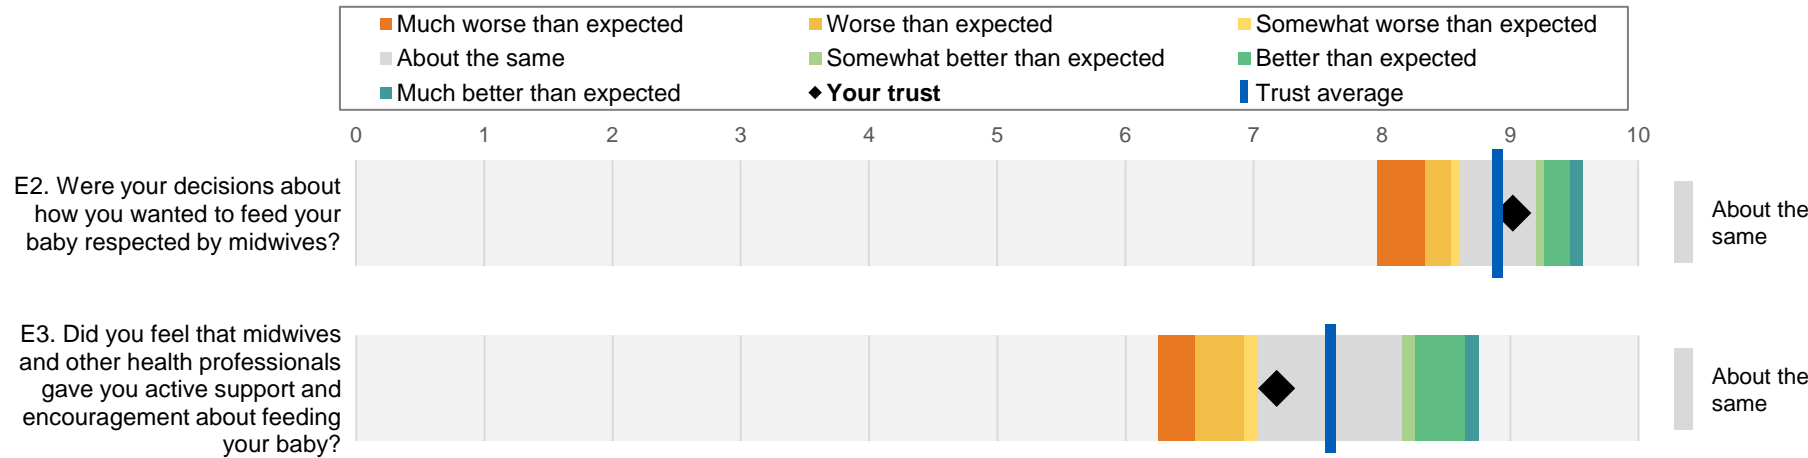 Much worse than expected
Worse than expected
Somewhat worse than expected
About the same
Somewhat better than expected
Better than expected
Much better than expected
Your trust
Trust average
0 1 2 3 4 5 6 7 8 9 10
E2. Were your decisions about
how you wanted to feed your
baby respected by midwives?
About the
same
E3. Did you feel that midwives
and other health professionals
gave you active support and
encouragement about feeding
your baby?
About the
same